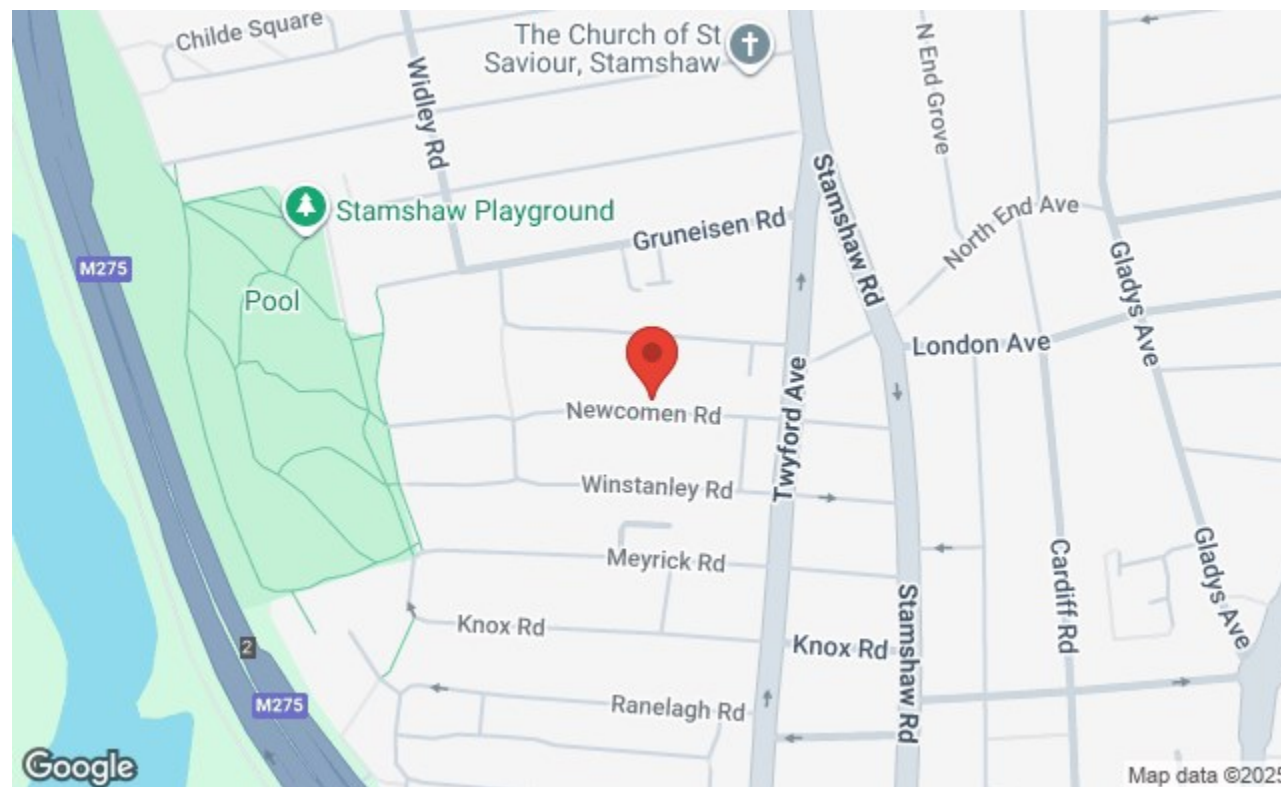 Childe Square
The Church of St
Saviour, Stamshaw
N End Grove
Widley Rd
Stamshaw Playground
Gruneisen Rd
Stamshaw Rd
North End Ave
M275
Pool
Gladys Ave
London Ave
Newcomen Rd
Twyford Ave
Winstanley Rd
Meyrick Rd
Cardiff Rd
Gladys Ave
Knox Rd
Knox Rd
Stamshaw Rd
2
M275
Ranelagh Rd
Google
Map data ©2025